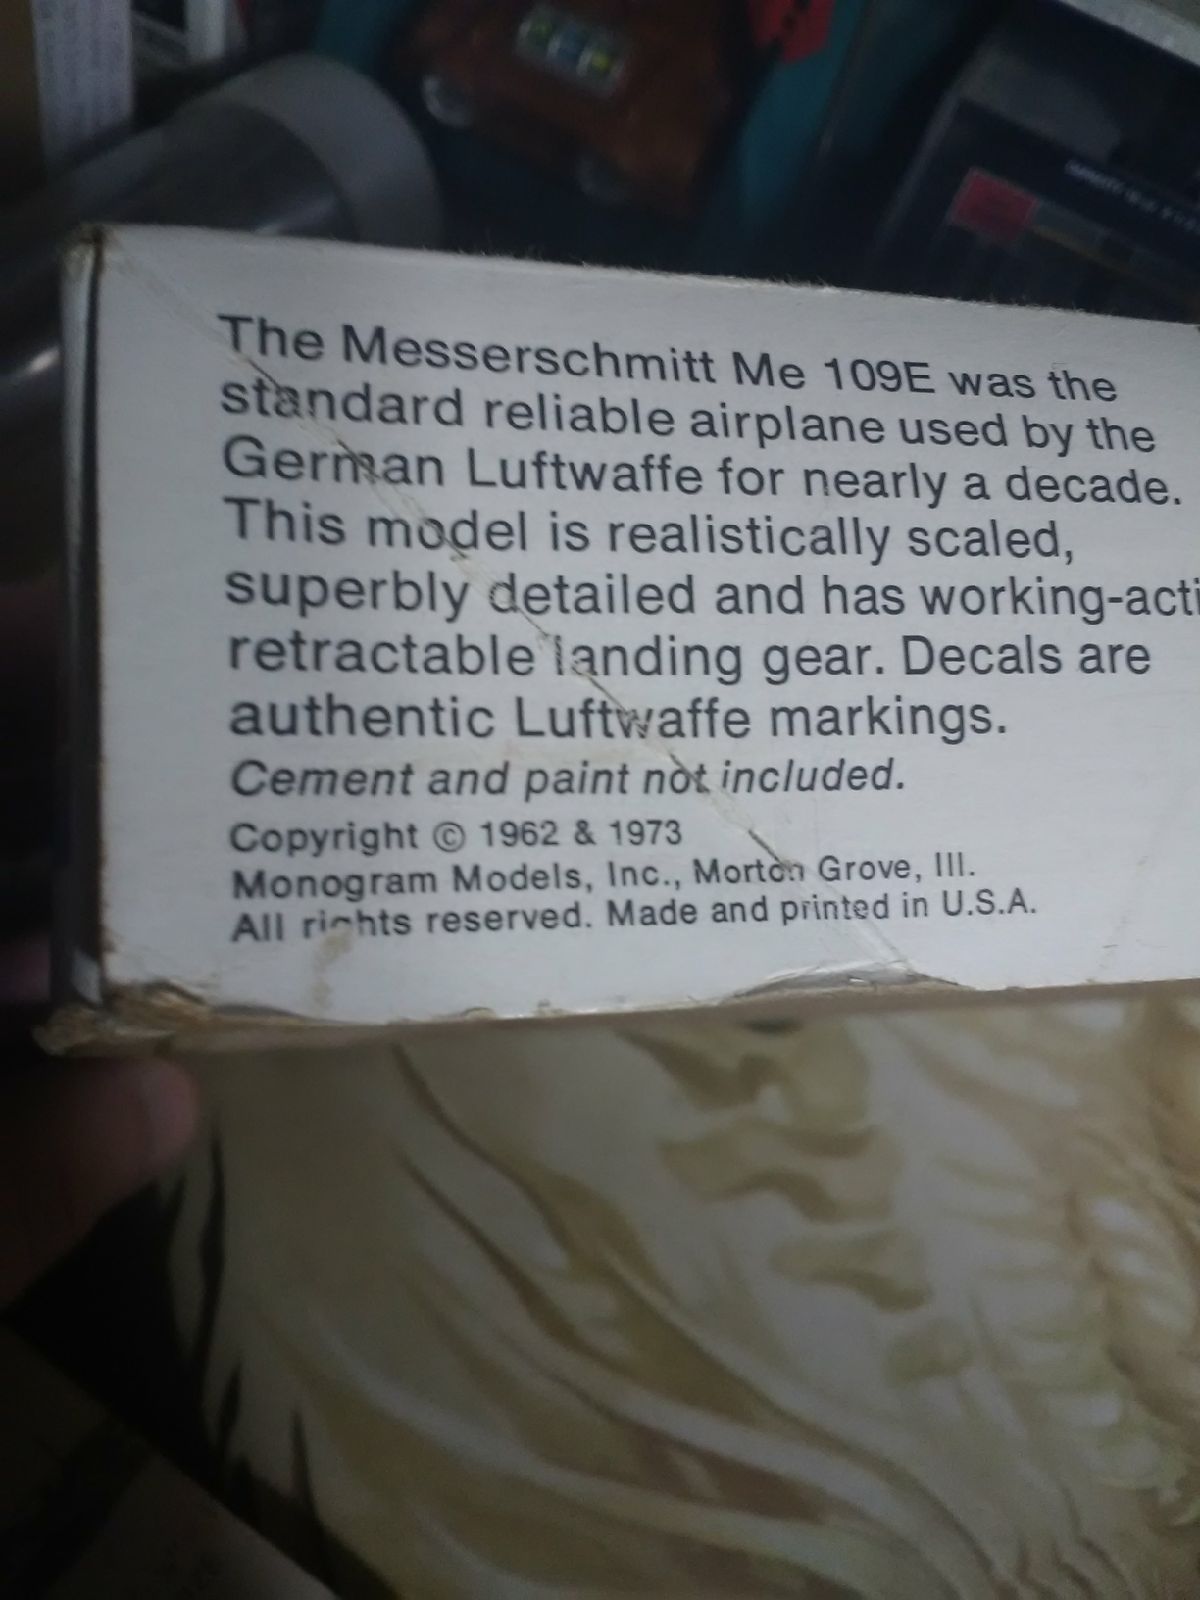 The Messerschmitt Me 109E was the
standard reliable airplane used by the
German Luftwaffe for nearly a decade.
This model is realistically scaled,
superbly detailed and has working-acti
retractable landing gear. Decals are
authentic Luftwaffe markings.
Cement and paint not included.
Copyright © 1962 & 1973
Monogram Models, Inc., Morton Grove, Ill.
All rights reserved. Made and printed in U.S.A.